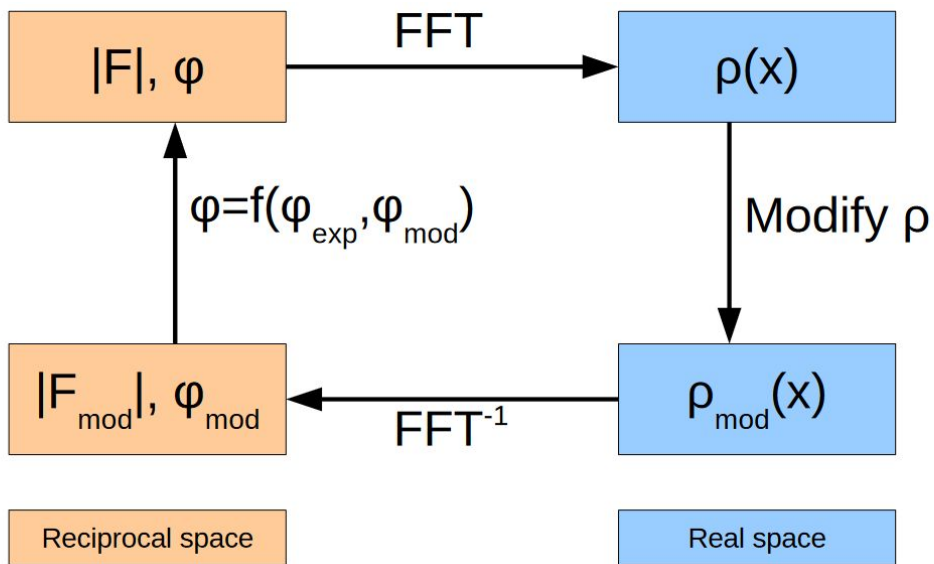 |F|, φ
FFT
ρ(x)
φ=f(φexp,φmod)
Modify ρ
|Fmod|, φmod
FFT-1
ρmod(x)
Reciprocal space
Real space